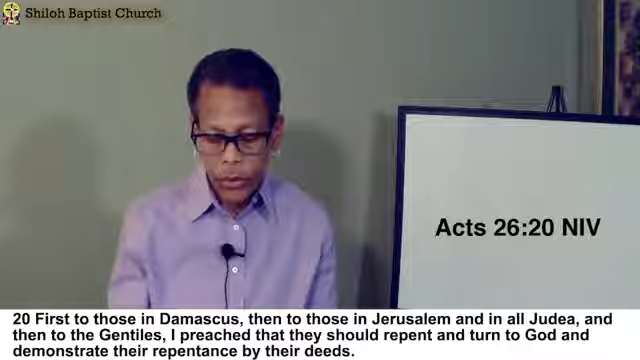 Shiloh Baptist Church
Acts 26:20 NIV
20 First to those in Damascus, then to those in Jerusalem and in all Judea, and
then to the Gentiles, I preached that they should repent and turn to God and
demonstrate their repentance by their deeds.